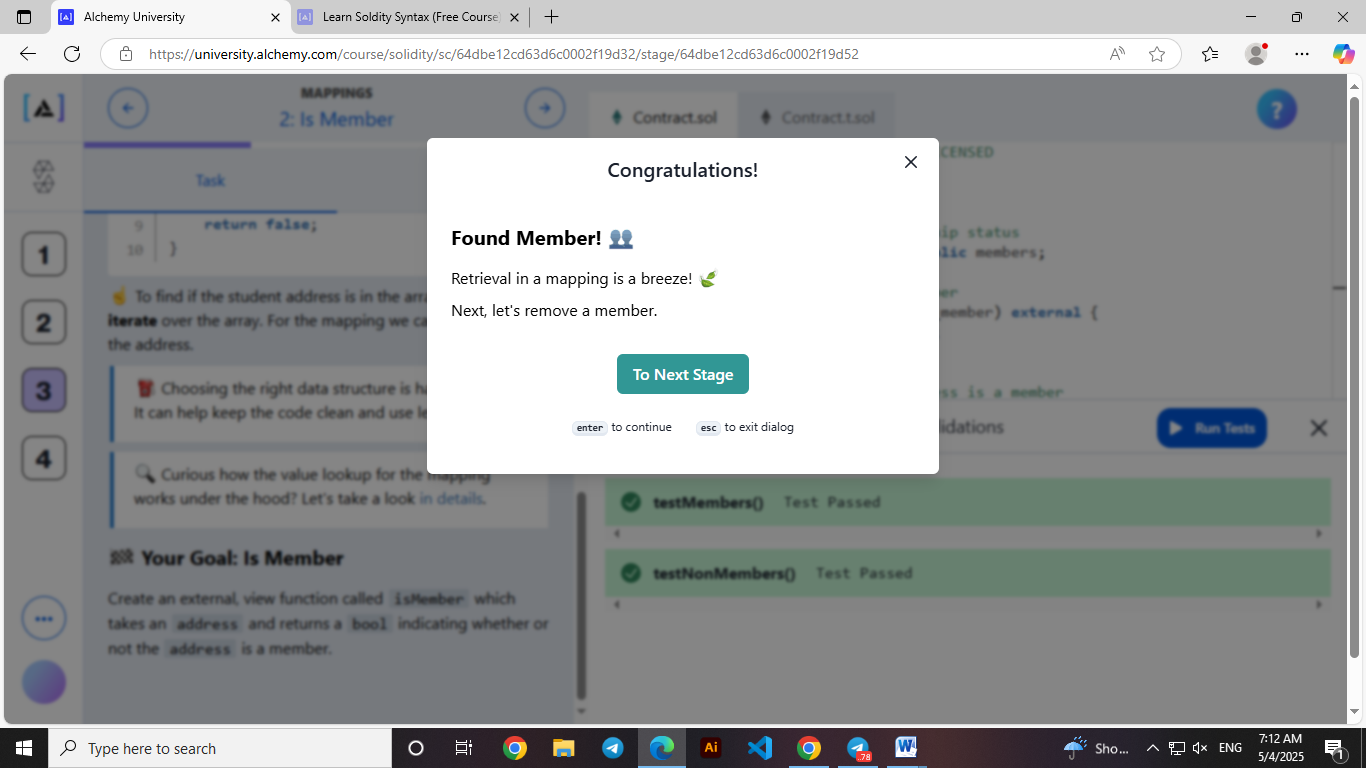 Alchemy University
Learn Soldity Syntax (Free Course)
https://university.alchemy.com/course/solidity/sc/64dbe12cd63d6c0002f19d32/stage/64dbe12cd63d6c0002f19d52
MAPPINGS
2: Is Member
Contract.sol
Contract.t.sol
?
Task
1
2
3
4
9 return false;
10 }
☝️ To find if the student address is in the arra
iterate over the array. For the mapping we ca
the address.
Choosing the right data structure is ha
It can help keep the code clean and use le
🔍 Curious how the value lookup for the mapping
works under the hood? Let's take a look in details.
🏁 Your Goal: Is Member
Create an external, view function called isMember which
takes an address and returns a bool indicating whether or
not the address is a member.
CENSED
ip status
blic members;
ber
member) external {
ss is a member
idations
Run Tests
testMembers() Test Passed
testNonMembers() Test Passed
Congratulations!
Found Member! 👥
Retrieval in a mapping is a breeze! 🍃
Next, let's remove a member.
To Next Stage
enter to continue esc to exit dialog
Type here to search
Ai
.78
W
Sho...
ENG
7:12 AM
5/4/2025
1